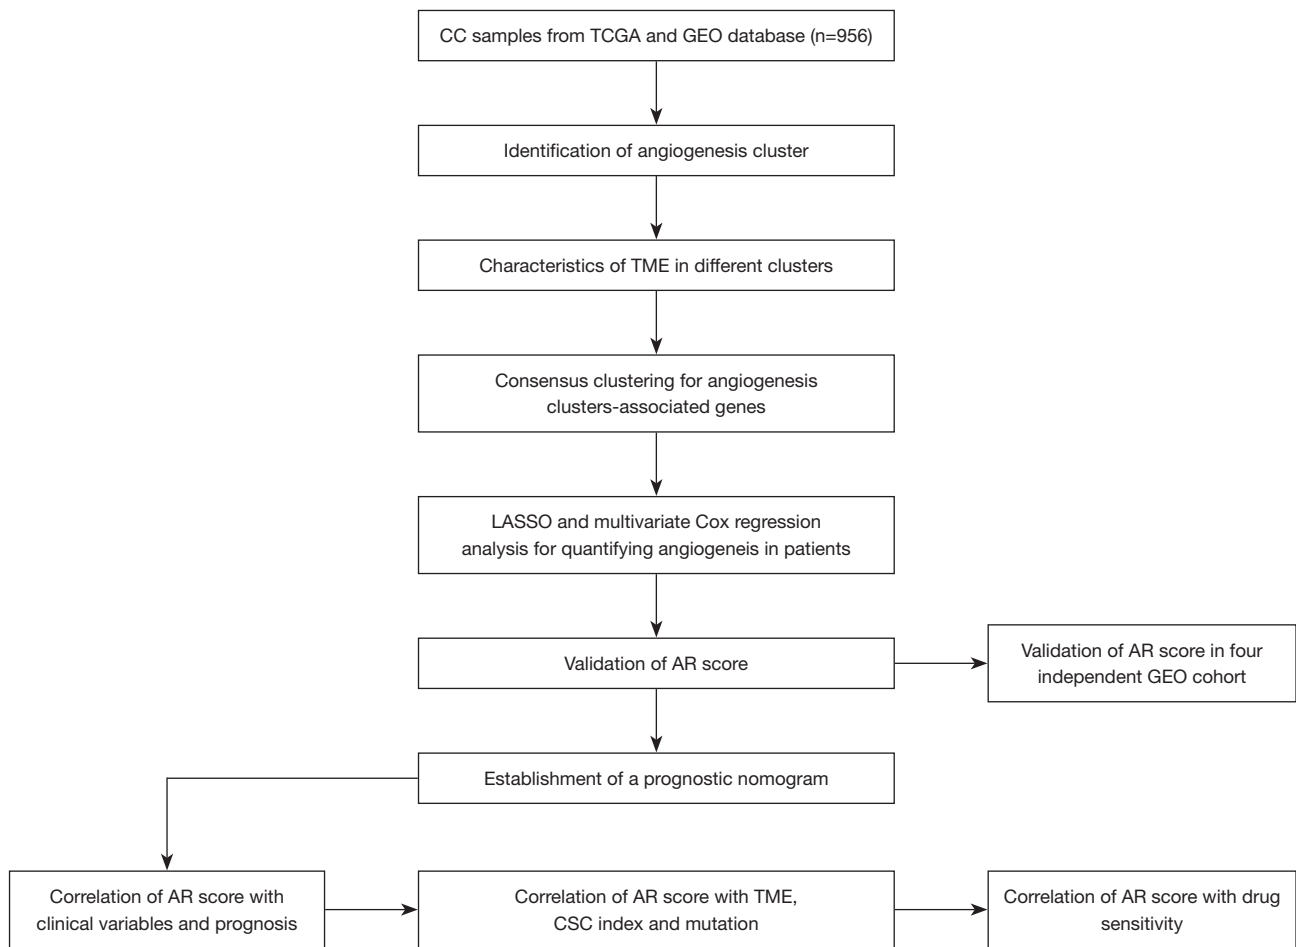 CC samples from TCGA and GEO database (n=956)
Identification of angiogenesis cluster
Characteristics of TME in different clusters
Consensus clustering for angiogenesis
clusters-associated genes
LASSO and multivariate Cox regression
analysis for quantifying angiogeneis in patients
Validation of AR score
Validation of AR score in four
independent GEO cohort
Establishment of a prognostic nomogram
Correlation of AR score with
clinical variables and prognosis
Correlation of AR score with TME,
CSC index and mutation
Correlation of AR score with drug
sensitivity